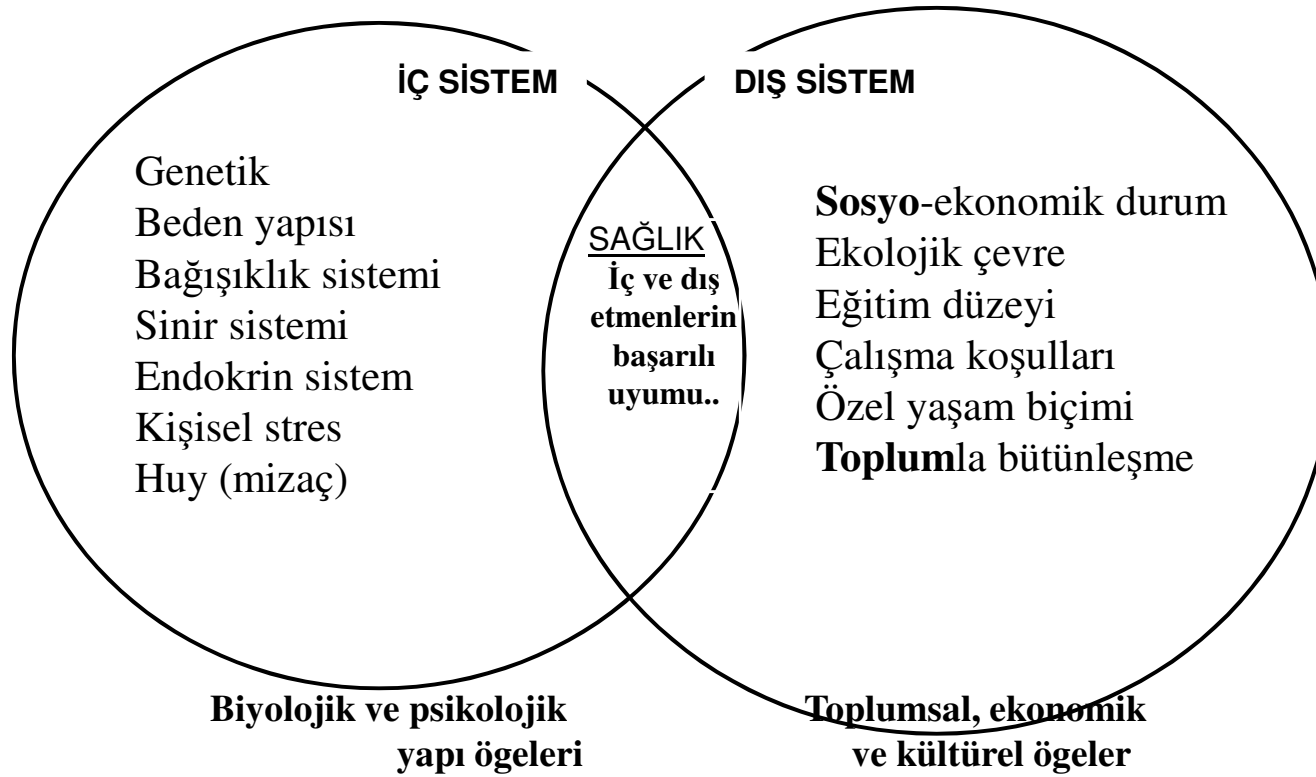 İÇ SİSTEM
Genetik
Beden yapısı
Bağışıklık sistemi
Sinir sistemi
Endokrin sistem
Kişisel stres
Huy (mizaç)
SAĞLIK
İç ve dış
etmenlerin
başarılı
uyumu..
DIŞ SİSTEM
Sosyo-ekonomik durum
Ekolojik çevre
Eğitim düzeyi
Çalışma koşulları
Özel yaşam biçimi
Toplumla bütünleşme
Biyolojik ve psikolojik
yapı ögeleri
Toplumsal, ekonomik
ve kültürel ögeler